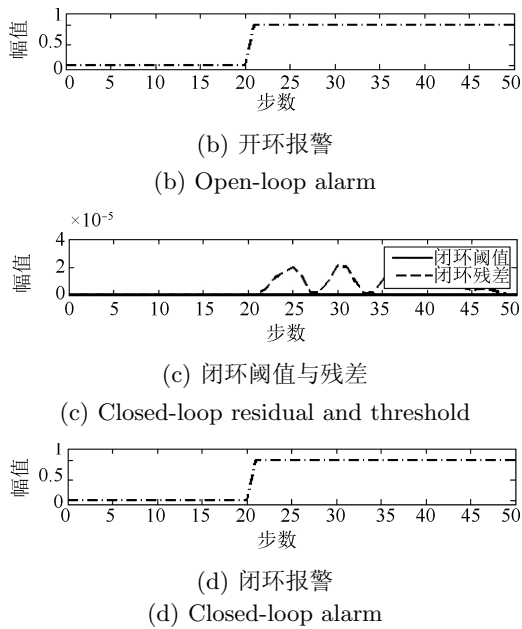 1
0.5
0
幅值
0 5 10 15 20 25 30 35 40 45 50
步数
(b) 开环报警
(b) Open-loop alarm
×10⁻⁵
4
2
0
幅值
闭环阈值
闭环残差
0 5 10 15 20 25 30 35 40 45 50
步数
(c) 闭环阈值与残差
(c) Closed-loop residual and threshold
1
0.5
0
幅值
0 5 10 15 20 25 30 35 40 45 50
步数
(d) 闭环报警
(d) Closed-loop alarm